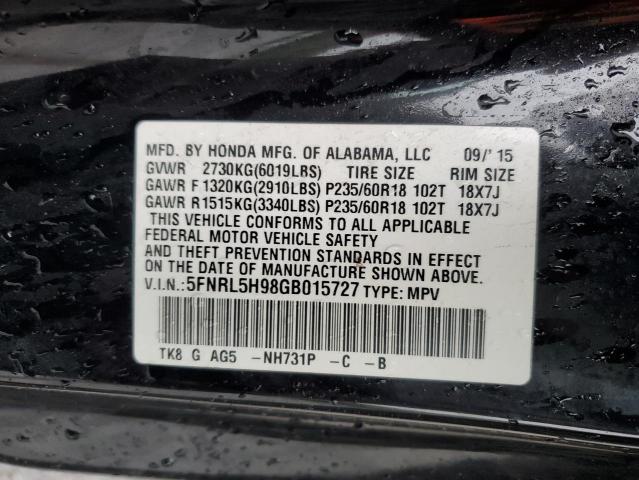 MFD. BY HONDA MFG. OF ALABAMA, LLC 09/' 15
GVWR 2730KG(6019LBS) TIRE SIZE RIM SIZE
GAWR F 1320KG(2910LBS) P235/60R18 102T 18X7J
GAWR R1515KG(3340LBS) P235/60R18 102T 18X7J
THIS VEHICLE CONFORMS TO ALL APPLICABLE
FEDERAL MOTOR VEHICLE SAFETY
AND THEFT PREVENTION STANDARDS IN EFFECT
ON THE DATE OF MANUFACTURE SHOWN ABOVE.
V.I.N.: 5FNRL5H98GB015727 TYPE: MPV
TK8 G AG5 -NH731P -C -B